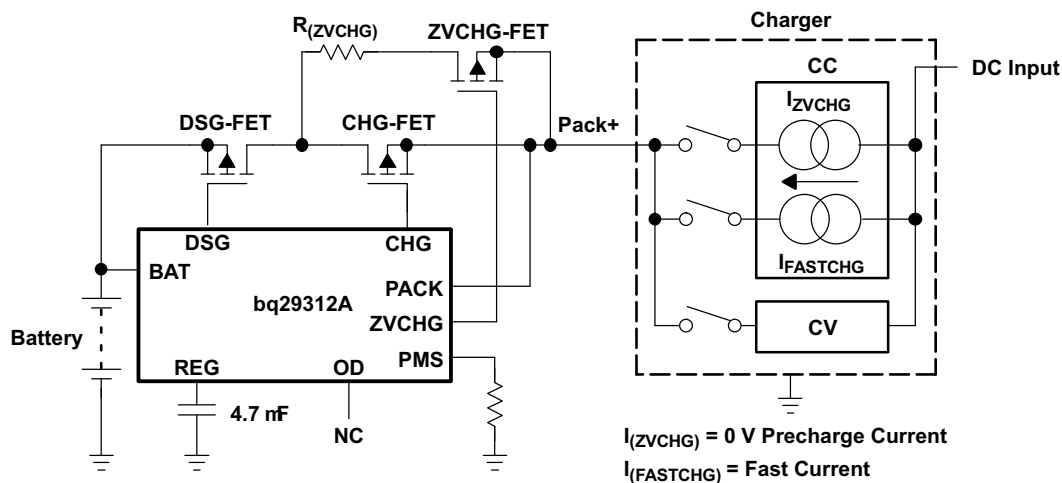 Charger
R(ZVCHG)
ZVCHG-FET
CC
DC Input
IZVCHG
DSG-FET
CHG-FET
Pack+
DSG
CHG
BAT
IFASTCHG
PACK
bq29312A
ZVCHG
CV
Battery
PMS
REG
OD
4.7 mF
NC
I(ZVCHG) = 0 V Precharge Current
I(FASTCHG) = Fast Current